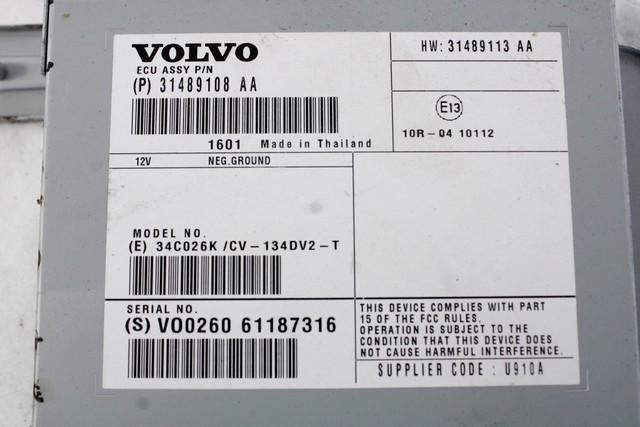 VOLVO
ECU ASSY P/N
(P) 31489108 AA
1601 Made in Thailand
HW: 31489113 AA
E13
10R-04 10112
12V NEG.GROUND
MODEL NO.
(E) 34C026K /CV-134DV2-T
SERIAL NO.
(S) VO0260 61187316
THIS DEVICE COMPLIES WITH PART
15 OF THE FCC RULES.
OPERATION IS SUBJECT TO THE
CONDITION THAT THIS DEVICE DOES
NOT CAUSE HARMFUL INTERFERENCE.
SUPPLIER CODE : U910A